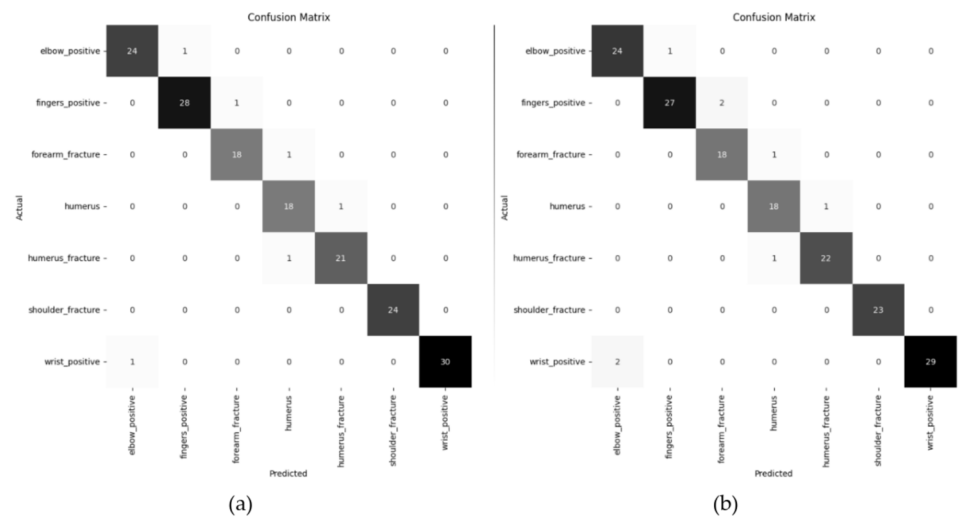 Confusion Matrix
elbow_positive - 24 1 0 0 0 0 0
fingers_positive - 0 28 1 0 0 0 0
forearm_fracture - 0 0 18 1 0 0 0
humerus - 0 0 0 18 1 0 0
humerus_fracture - 0 0 0 1 21 0 0
shoulder_fracture - 0 0 0 0 0 24 0
wrist_positive - 1 0 0 0 0 0 30
Actual
elbow_positive
fingers_positive
forearm_fracture
humerus
humerus_fracture
shoulder_fracture
wrist_positive
Predicted
(a)
Confusion Matrix
elbow_positive - 24 1 0 0 0 0 0
fingers_positive - 0 27 2 0 0 0 0
forearm_fracture - 0 0 18 1 0 0 0
humerus - 0 0 0 18 1 0 0
humerus_fracture - 0 0 0 1 22 0 0
shoulder_fracture - 0 0 0 0 0 23 0
wrist_positive - 2 0 0 0 0 0 29
Actual
elbow_positive
fingers_positive
forearm_fracture
humerus
humerus_fracture
shoulder_fracture
wrist_positive
Predicted
(b)